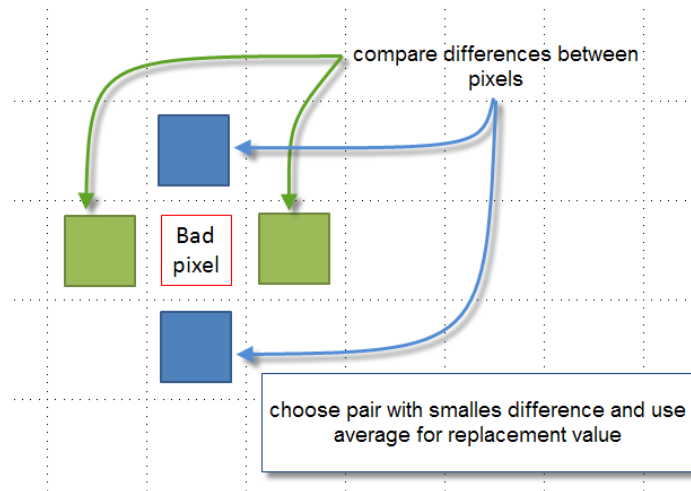 compare differences between
pixels
Bad
pixel
choose pair with smalles difference and use
average for replacement value